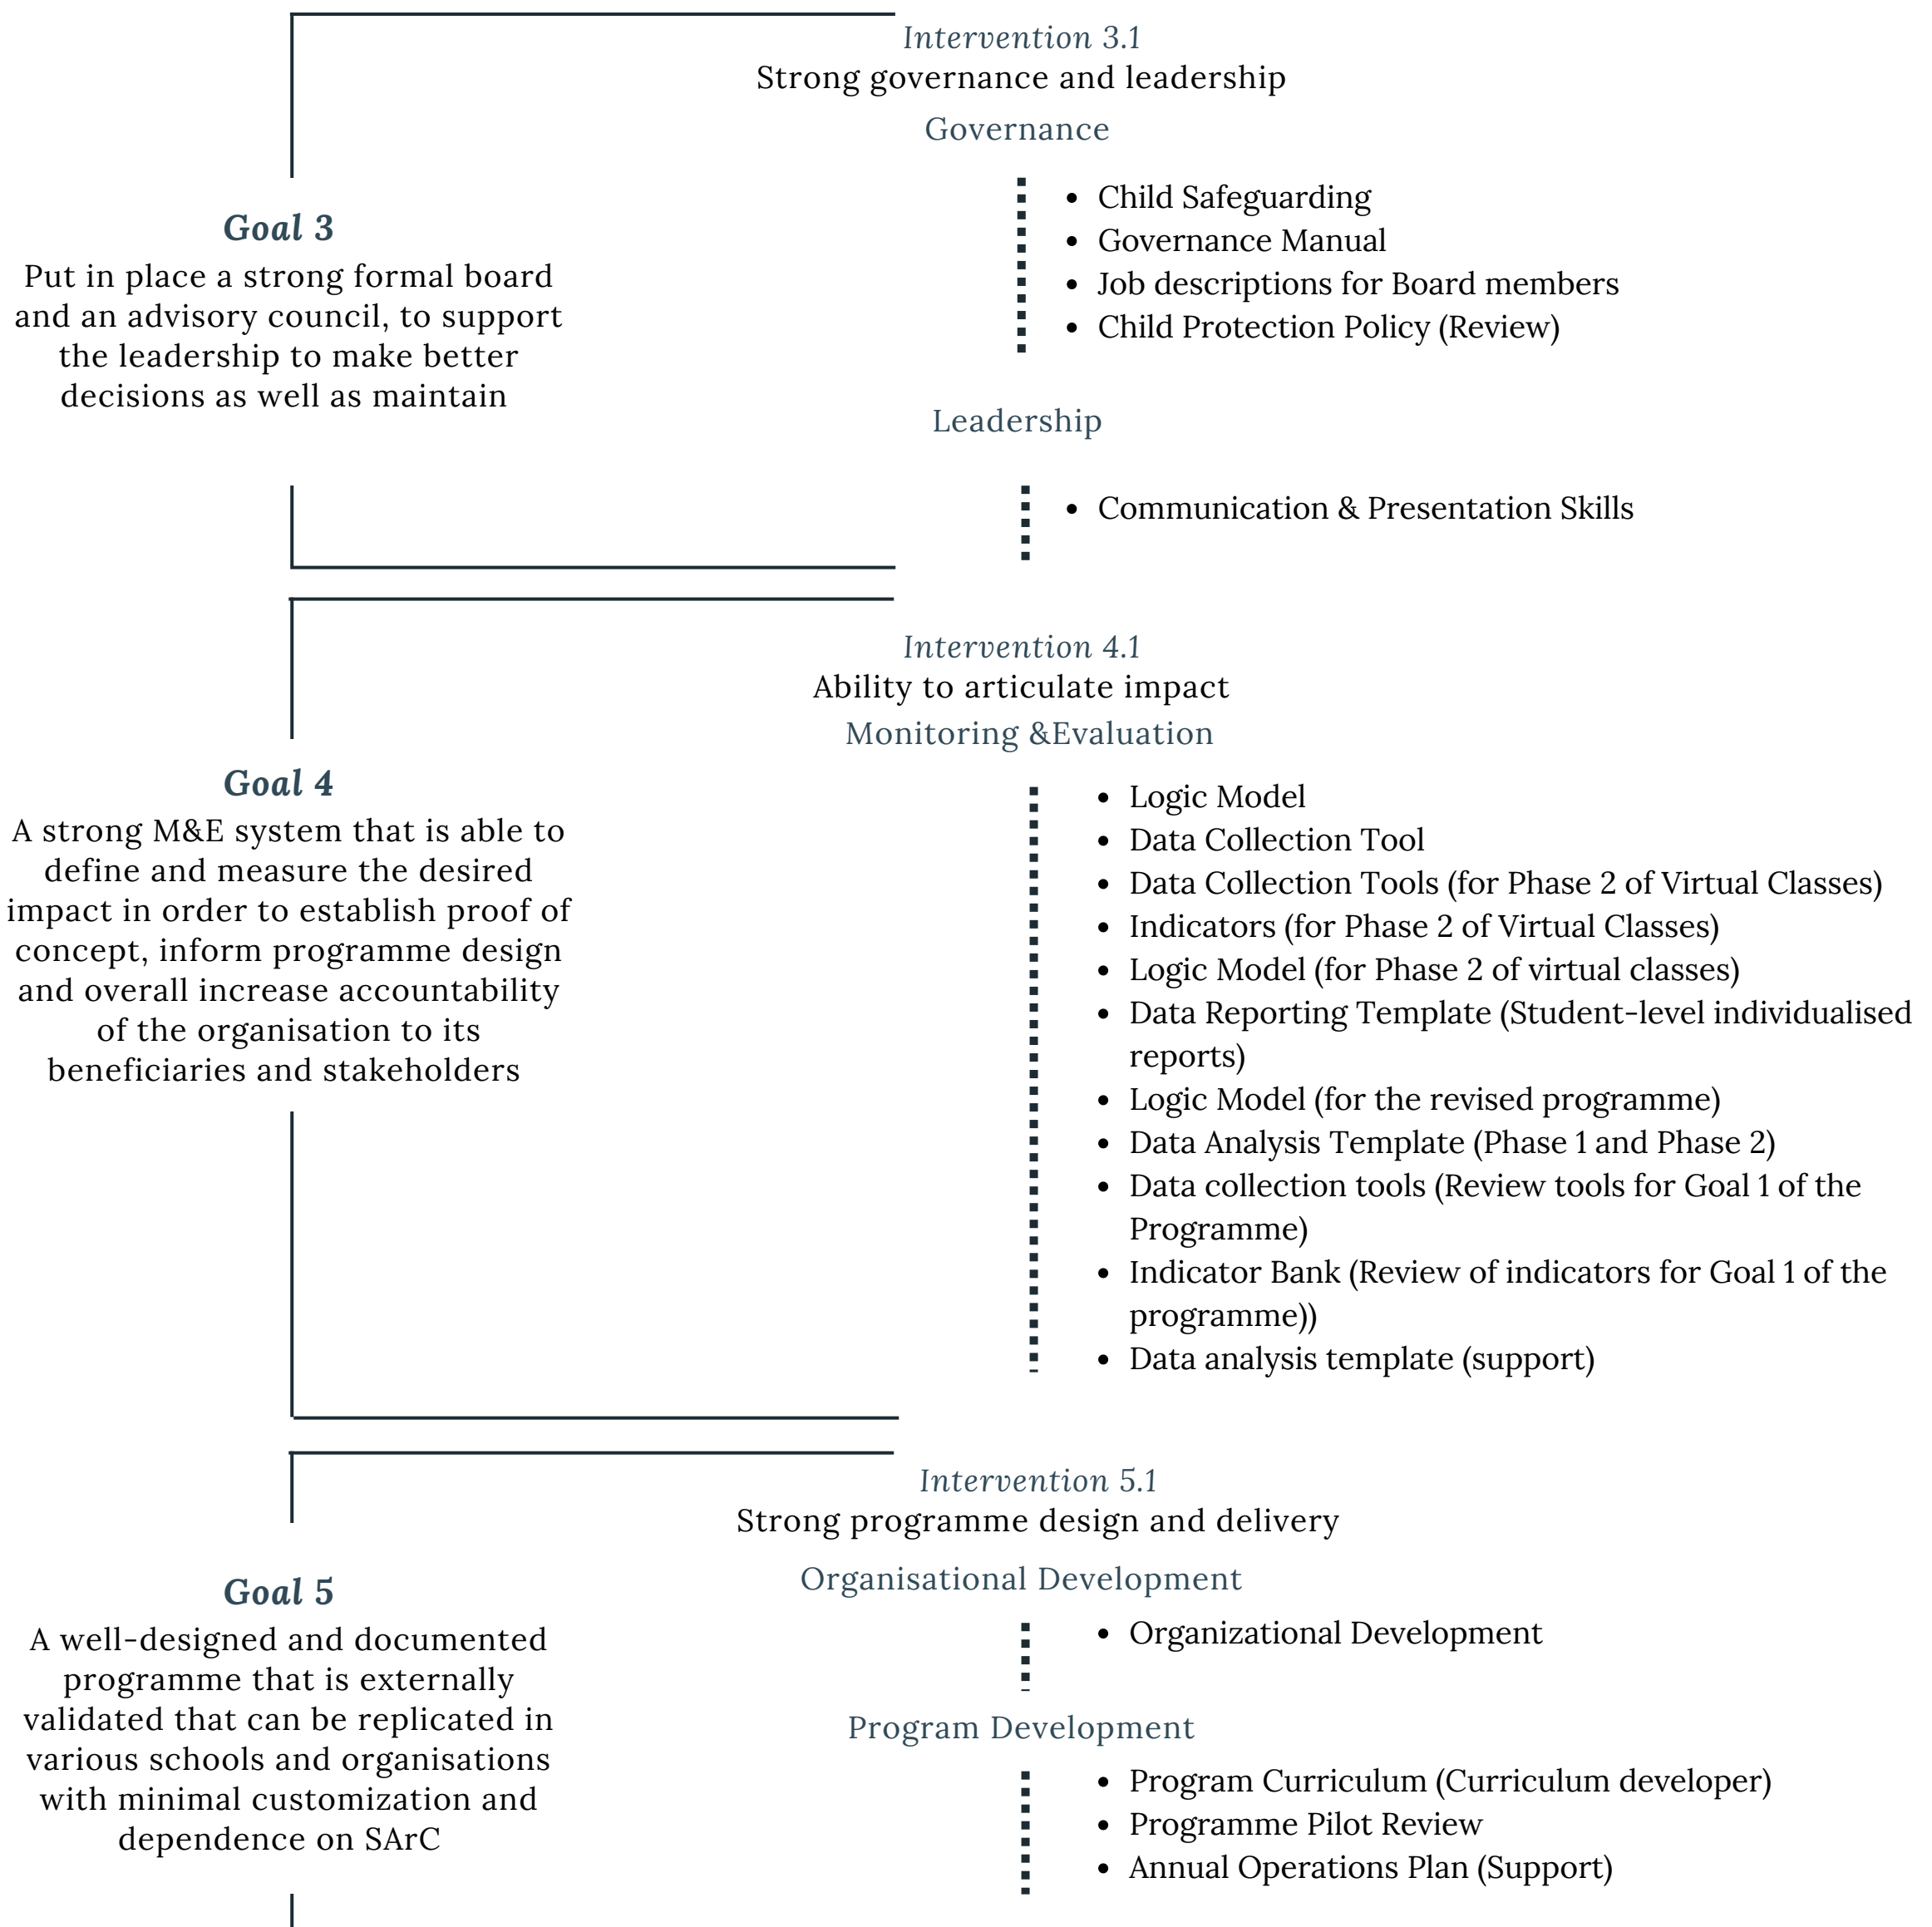 Intervention 3.1
Strong governance and leadership
Governance
• Child Safeguarding
• Governance Manual
• Job descriptions for Board members
• Child Protection Policy (Review)
Goal 3
Put in place a strong formal board
and an advisory council, to support
the leadership to make better
decisions as well as maintain
Leadership
• Communication & Presentation Skills
Intervention 4.1
Ability to articulate impact
Monitoring &Evaluation
Goal 4
A strong M&E system that is able to
define and measure the desired
impact in order to establish proof of
concept, inform programme design
and overall increase accountability
of the organisation to its
beneficiaries and stakeholders
• Logic Model
• Data Collection Tool
• Data Collection Tools (for Phase 2 of Virtual Classes)
• Indicators (for Phase 2 of Virtual Classes)
• Logic Model (for Phase 2 of virtual classes)
• Data Reporting Template (Student-level individualised
reports)
• Logic Model (for the revised programme)
• Data Analysis Template (Phase 1 and Phase 2)
• Data collection tools (Review tools for Goal 1 of the
Programme)
• Indicator Bank (Review of indicators for Goal 1 of the
programme))
• Data analysis template (support)
Intervention 5.1
Strong programme design and delivery
Organisational Development
• Organizational Development
Goal 5
A well-designed and documented
programme that is externally
validated that can be replicated in
various schools and organisations
with minimal customization and
dependence on SArC
Program Development
• Program Curriculum (Curriculum developer)
• Programme Pilot Review
• Annual Operations Plan (Support)